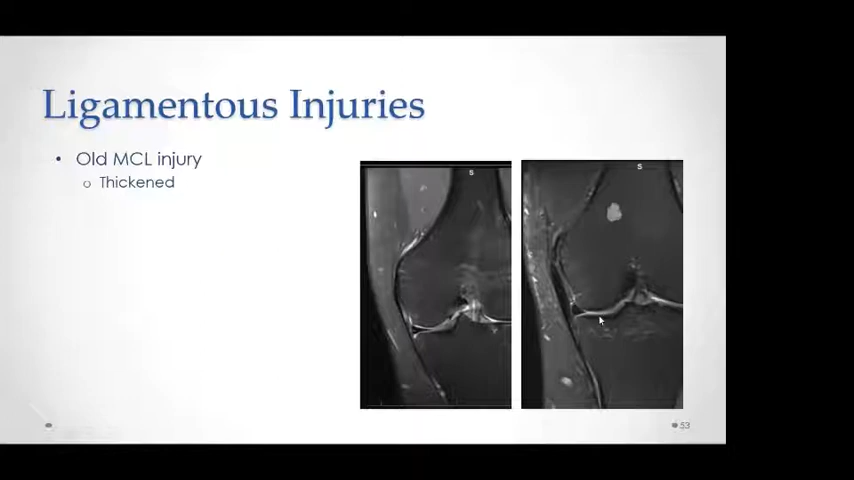 Ligamentous Injuries
• Old MCL injury
o Thickened
S
S
53